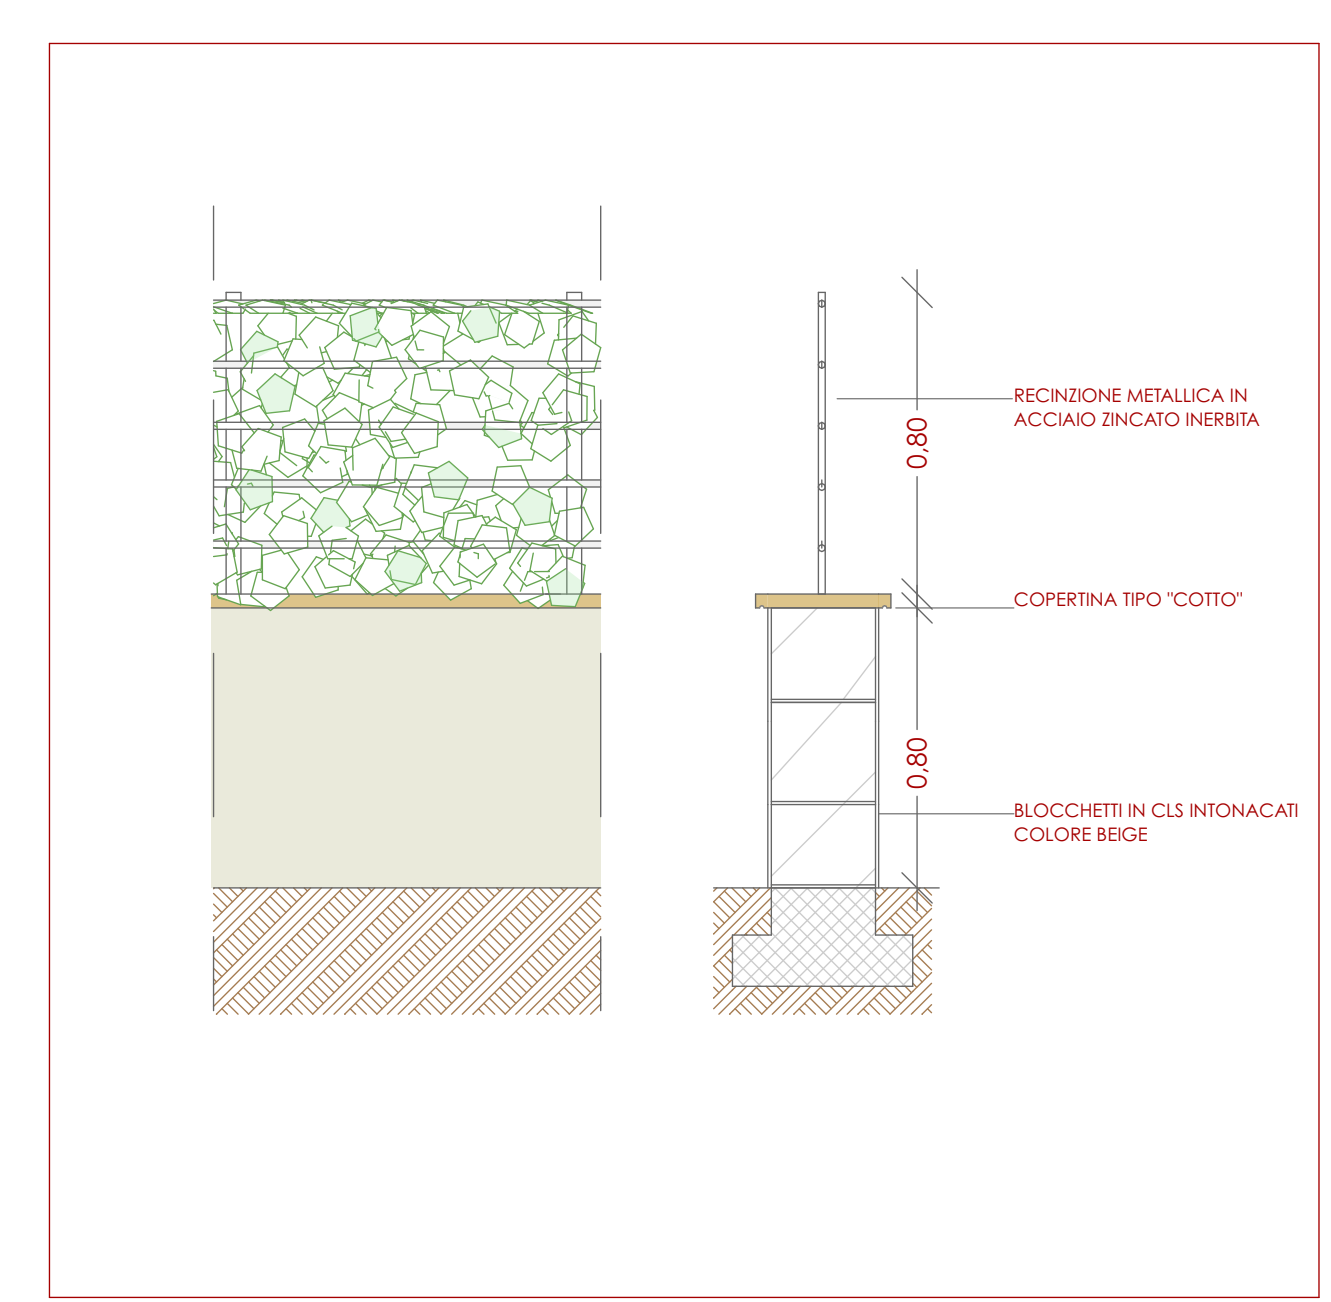 RECINZIONE METALLICA IN
ACCIAIO ZINCATO INERBITA
0,80
COPERTINA TIPO "COTTO"
0,80
BLOCCHETTI IN CLS INTONACATI
COLORE BEIGE